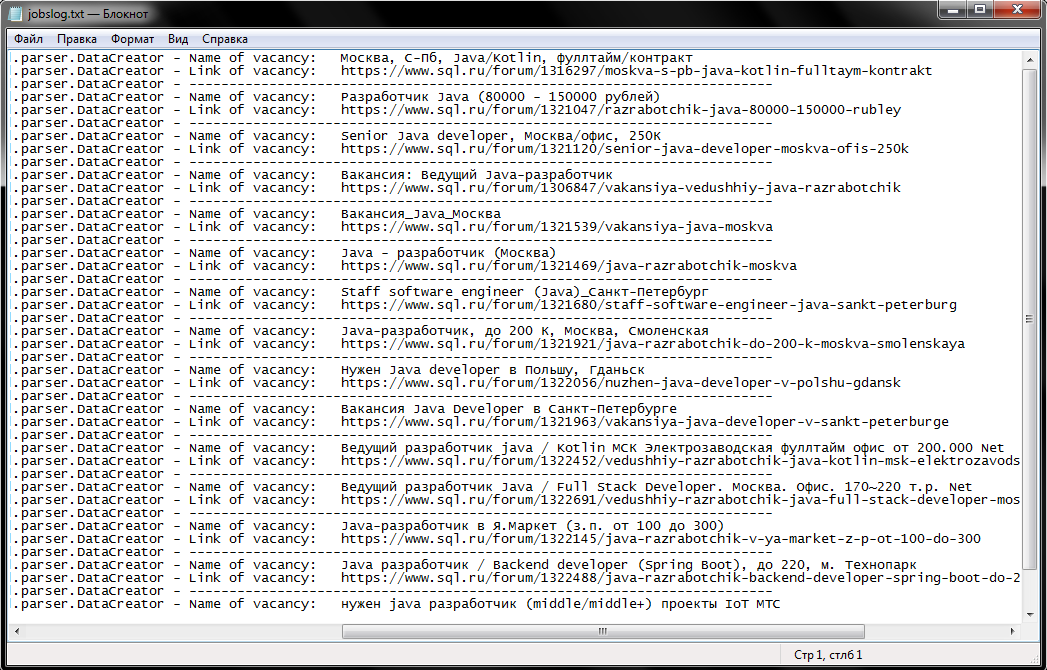 jobslog.txt — Блокнот
Файл Правка Формат Вид Справка
.parser.DataCreator - Name of vacancy: Москва, С-Пб, Java/Kotlin, фуллтайм/контракт
.parser.DataCreator - Link of vacancy: https://www.sql.ru/forum/1316297/moskva-s-pb-java-kotlin-fulltaym-kontrakt
.parser.DataCreator - -------------------------------------------------------------------------
.parser.DataCreator - Name of vacancy: Разработчик Java (80000 - 150000 рублей)
.parser.DataCreator - Link of vacancy: https://www.sql.ru/forum/1321047/razrabotchik-java-80000-150000-rubley
.parser.DataCreator - -------------------------------------------------------------------------
.parser.DataCreator - Name of vacancy: Senior Java developer, Москва/офис, 250К
.parser.DataCreator - Link of vacancy: https://www.sql.ru/forum/1321120/senior-java-developer-moskva-ofis-250k
.parser.DataCreator - -------------------------------------------------------------------------
.parser.DataCreator - Name of vacancy: Вакансия: Ведущий Java-разработчик
.parser.DataCreator - Link of vacancy: https://www.sql.ru/forum/1306847/vakansiya-vedushhiy-java-razrabotchik
.parser.DataCreator - -------------------------------------------------------------------------
.parser.DataCreator - Name of vacancy: Вакансия_Java_Москва
.parser.DataCreator - Link of vacancy: https://www.sql.ru/forum/1321539/vakansiya-java-moskva
.parser.DataCreator - -------------------------------------------------------------------------
.parser.DataCreator - Name of vacancy: Java - разработчик (Москва)
.parser.DataCreator - Link of vacancy: https://www.sql.ru/forum/1321469/java-razrabotchik-moskva
.parser.DataCreator - -------------------------------------------------------------------------
.parser.DataCreator - Name of vacancy: Staff software engineer (Java)_Санкт-Петербург
.parser.DataCreator - Link of vacancy: https://www.sql.ru/forum/1321680/staff-software-engineer-java-sankt-peterburg
.parser.DataCreator - -------------------------------------------------------------------------
.parser.DataCreator - Name of vacancy: Java-разработчик, до 200 К, Москва, Смоленская
.parser.DataCreator - Link of vacancy: https://www.sql.ru/forum/1321921/java-razrabotchik-do-200-k-moskva-smolenskaya
.parser.DataCreator - -------------------------------------------------------------------------
.parser.DataCreator - Name of vacancy: Нужен Java developer в Польшу, Гданьск
.parser.DataCreator - Link of vacancy: https://www.sql.ru/forum/1322056/nuzhen-java-developer-v-polshu-gdansk
.parser.DataCreator - -------------------------------------------------------------------------
.parser.DataCreator - Name of vacancy: Вакансия Java Developer в Санкт-Петербурге
.parser.DataCreator - Link of vacancy: https://www.sql.ru/forum/1321963/vakansiya-java-developer-v-sankt-peterburge
.parser.DataCreator - -------------------------------------------------------------------------
.parser.DataCreator - Name of vacancy: Ведущий разработчик java / Kotlin МСК Электрозаводская фуллтайм офис от 200.000 Net
.parser.DataCreator - Link of vacancy: https://www.sql.ru/forum/1322452/vedushhiy-razrabotchik-java-kotlin-msk-elektrozavods
.parser.DataCreator - -------------------------------------------------------------------------
.parser.DataCreator - Name of vacancy: Ведущий разработчик Java / Full Stack Developer. Москва. Офис. 170~220 т.р. Net
.parser.DataCreator - Link of vacancy: https://www.sql.ru/forum/1322691/vedushhiy-razrabotchik-java-full-stack-developer-mos
.parser.DataCreator - -------------------------------------------------------------------------
.parser.DataCreator - Name of vacancy: Java-разработчик в Я.Маркет (з.п. от 100 до 300)
.parser.DataCreator - Link of vacancy: https://www.sql.ru/forum/1322145/java-razrabotchik-v-ya-market-z-p-ot-100-do-300
.parser.DataCreator - -------------------------------------------------------------------------
.parser.DataCreator - Name of vacancy: Java разработчик / Backend developer (Spring Boot), до 220, м. Технопарк
.parser.DataCreator - Link of vacancy: https://www.sql.ru/forum/1322488/java-razrabotchik-backend-developer-spring-boot-do-2
.parser.DataCreator - -------------------------------------------------------------------------
.parser.DataCreator - Name of vacancy: нужен java разработчик (middle/middle+) проекты IoT МТС
Стр 1, стлб 1